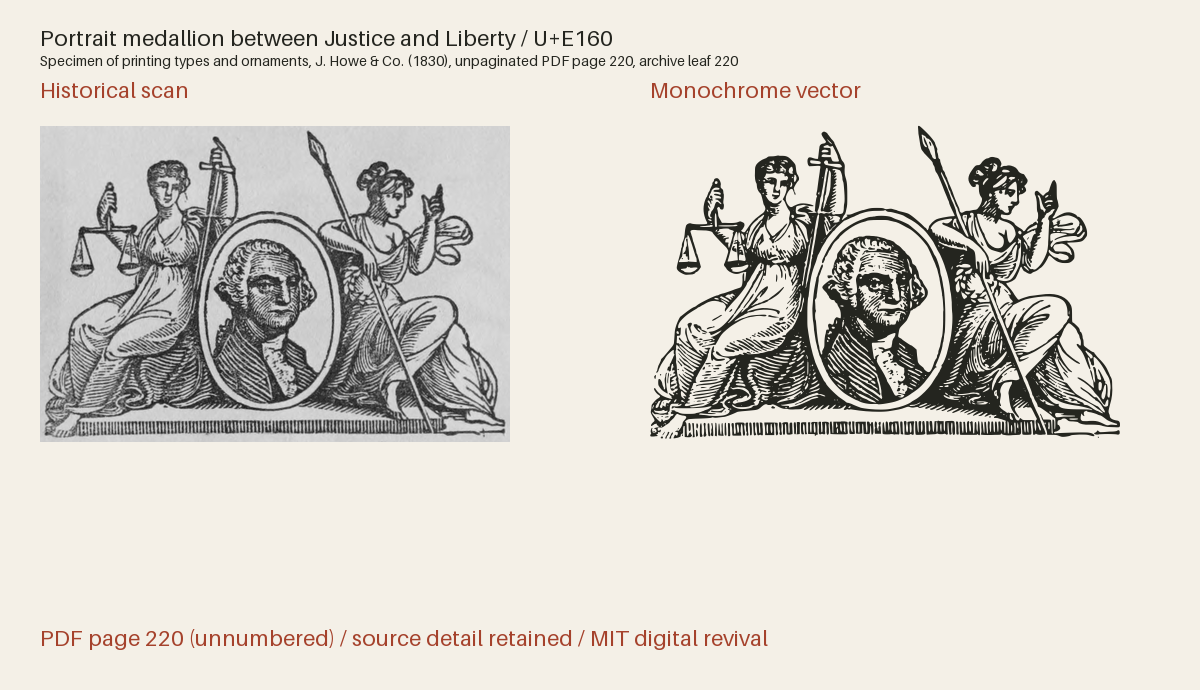 Portrait medallion between Justice and Liberty / U+E160
Specimen of printing types and ornaments, J. Howe & Co. (1830), unpaginated PDF page 220, archive leaf 220
Historical scan
Monochrome vector
PDF page 220 (unnumbered) / source detail retained / MIT digital revival